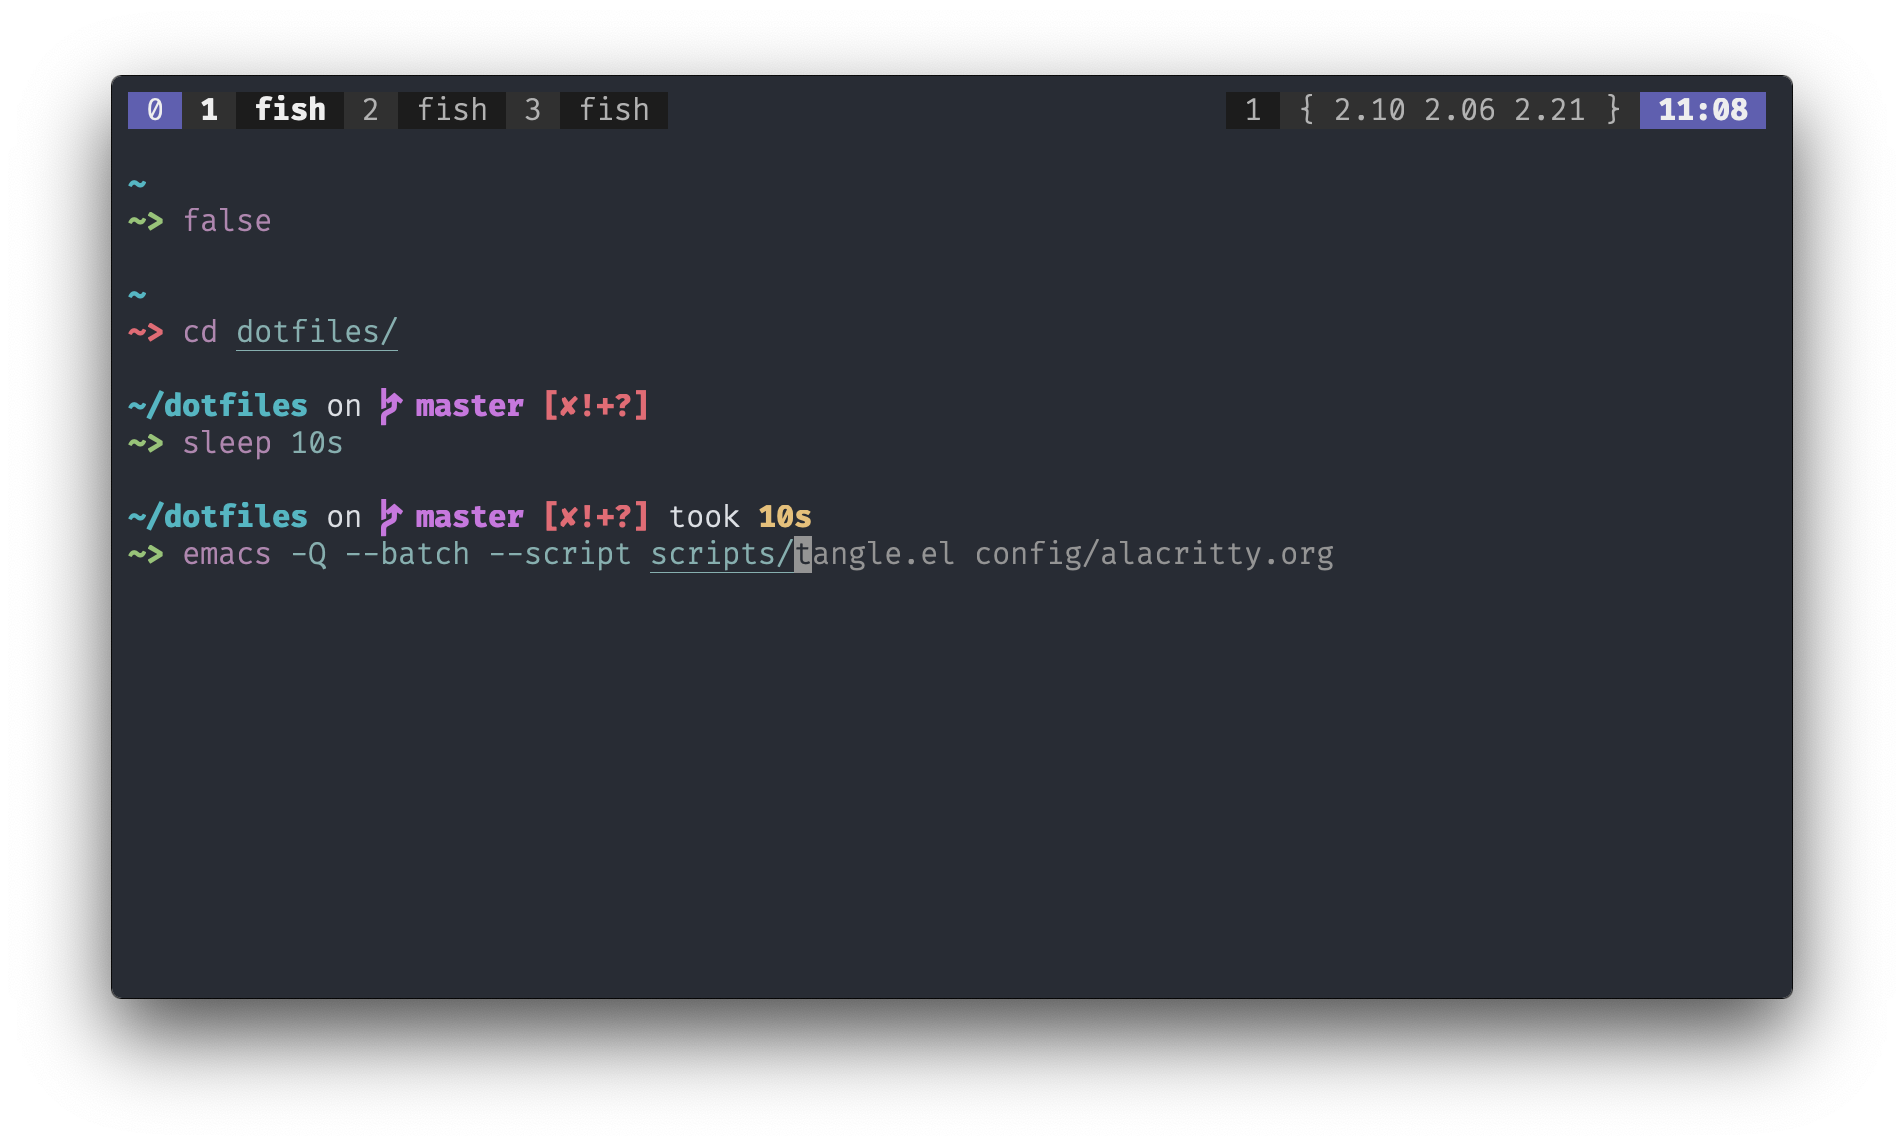 0 1 fish 2 fish 3 fish 1 { 2.10 2.06 2.21 } 11:08
~
~> false
~
~> cd dotfiles/
~/dotfiles on master [✘!+?]
~> sleep 10s
~/dotfiles on master [✘!+?] took 10s
~> emacs -Q --batch --script scripts/tangle.el config/alacritty.org